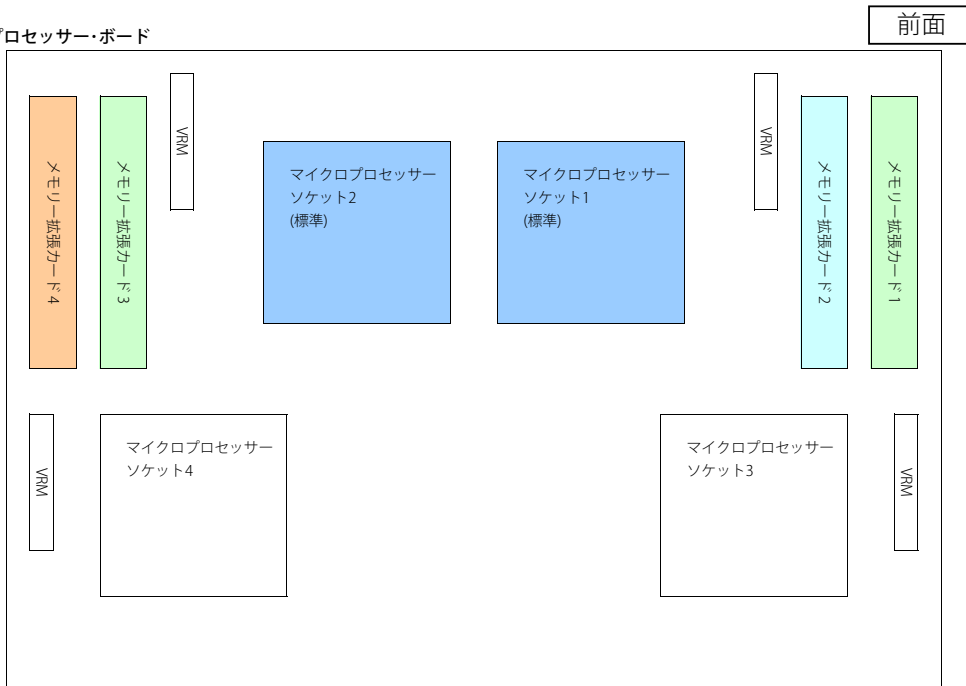 前面
プロセッサー・ボード
VRM
VRM
メモリー拡張カード4
メモリー拡張カード3
マイクロプロセッサー
ソケット2
(標準)
マイクロプロセッサー
ソケット1
(標準)
メモリー拡張カード2
メモリー拡張カード1
VRM
マイクロプロセッサー
ソケット4
マイクロプロセッサー
ソケット3
VRM